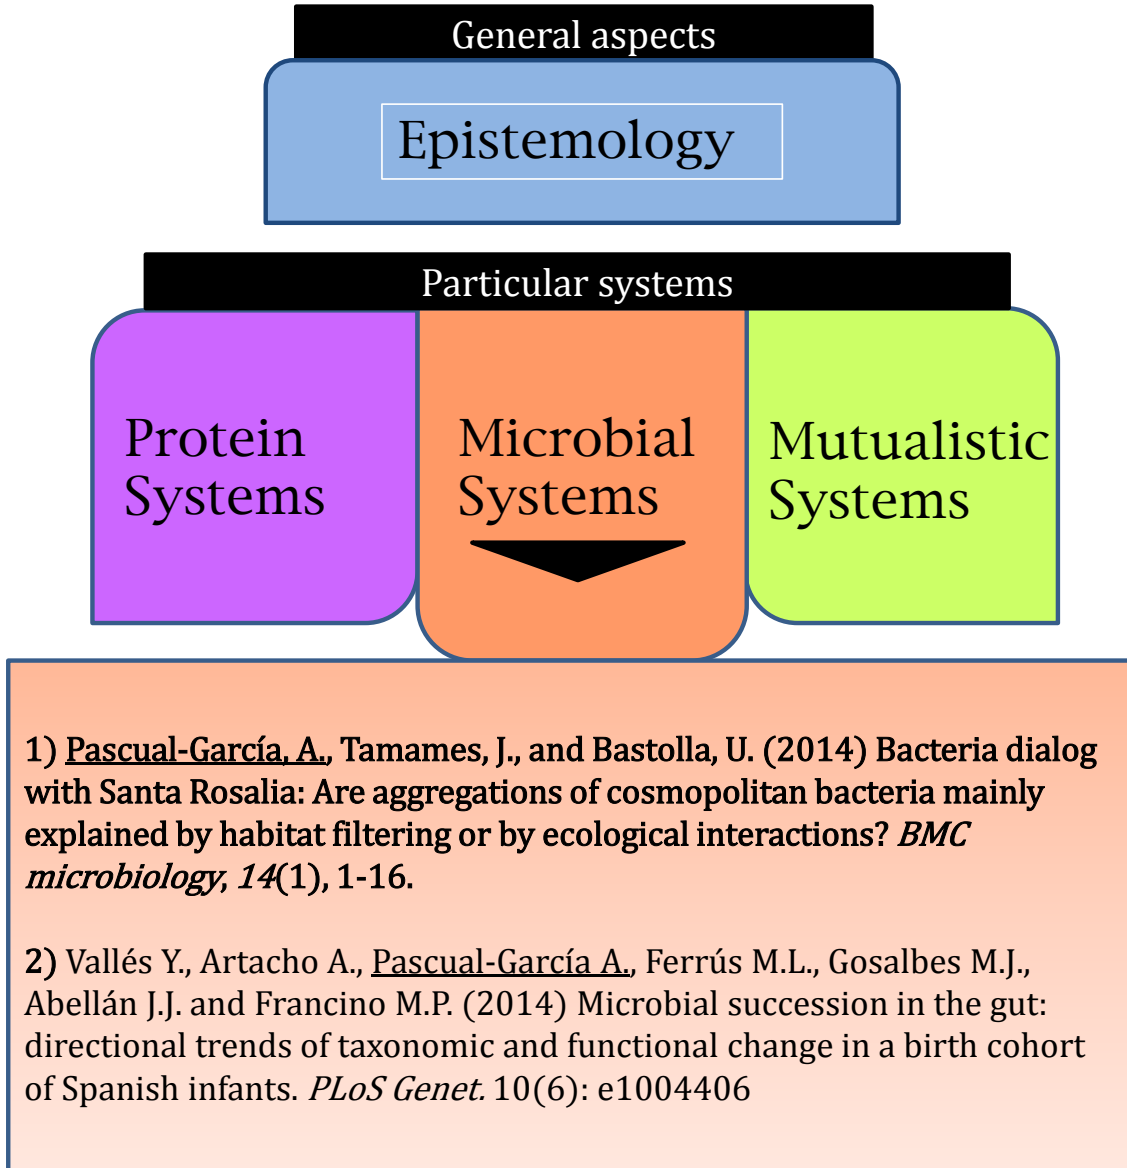 General aspects
Epistemology
Particular systems
Protein
Systems
Microbial
Systems
Mutualistic
Systems
1) Pascual-García, A., Tamames, J., and Bastolla, U. (2014) Bacteria dialog
with Santa Rosalia: Are aggregations of cosmopolitan bacteria mainly
explained by habitat filtering or by ecological interactions? BMC
microbiology, 14(1), 1-16.
2) Vallés Y., Artacho A., Pascual-García A., Ferrús M.L., Gosalbes M.J.,
Abellán J.J. and Francino M.P. (2014) Microbial succession in the gut:
directional trends of taxonomic and functional change in a birth cohort
of Spanish infants. PLoS Genet. 10(6): e1004406